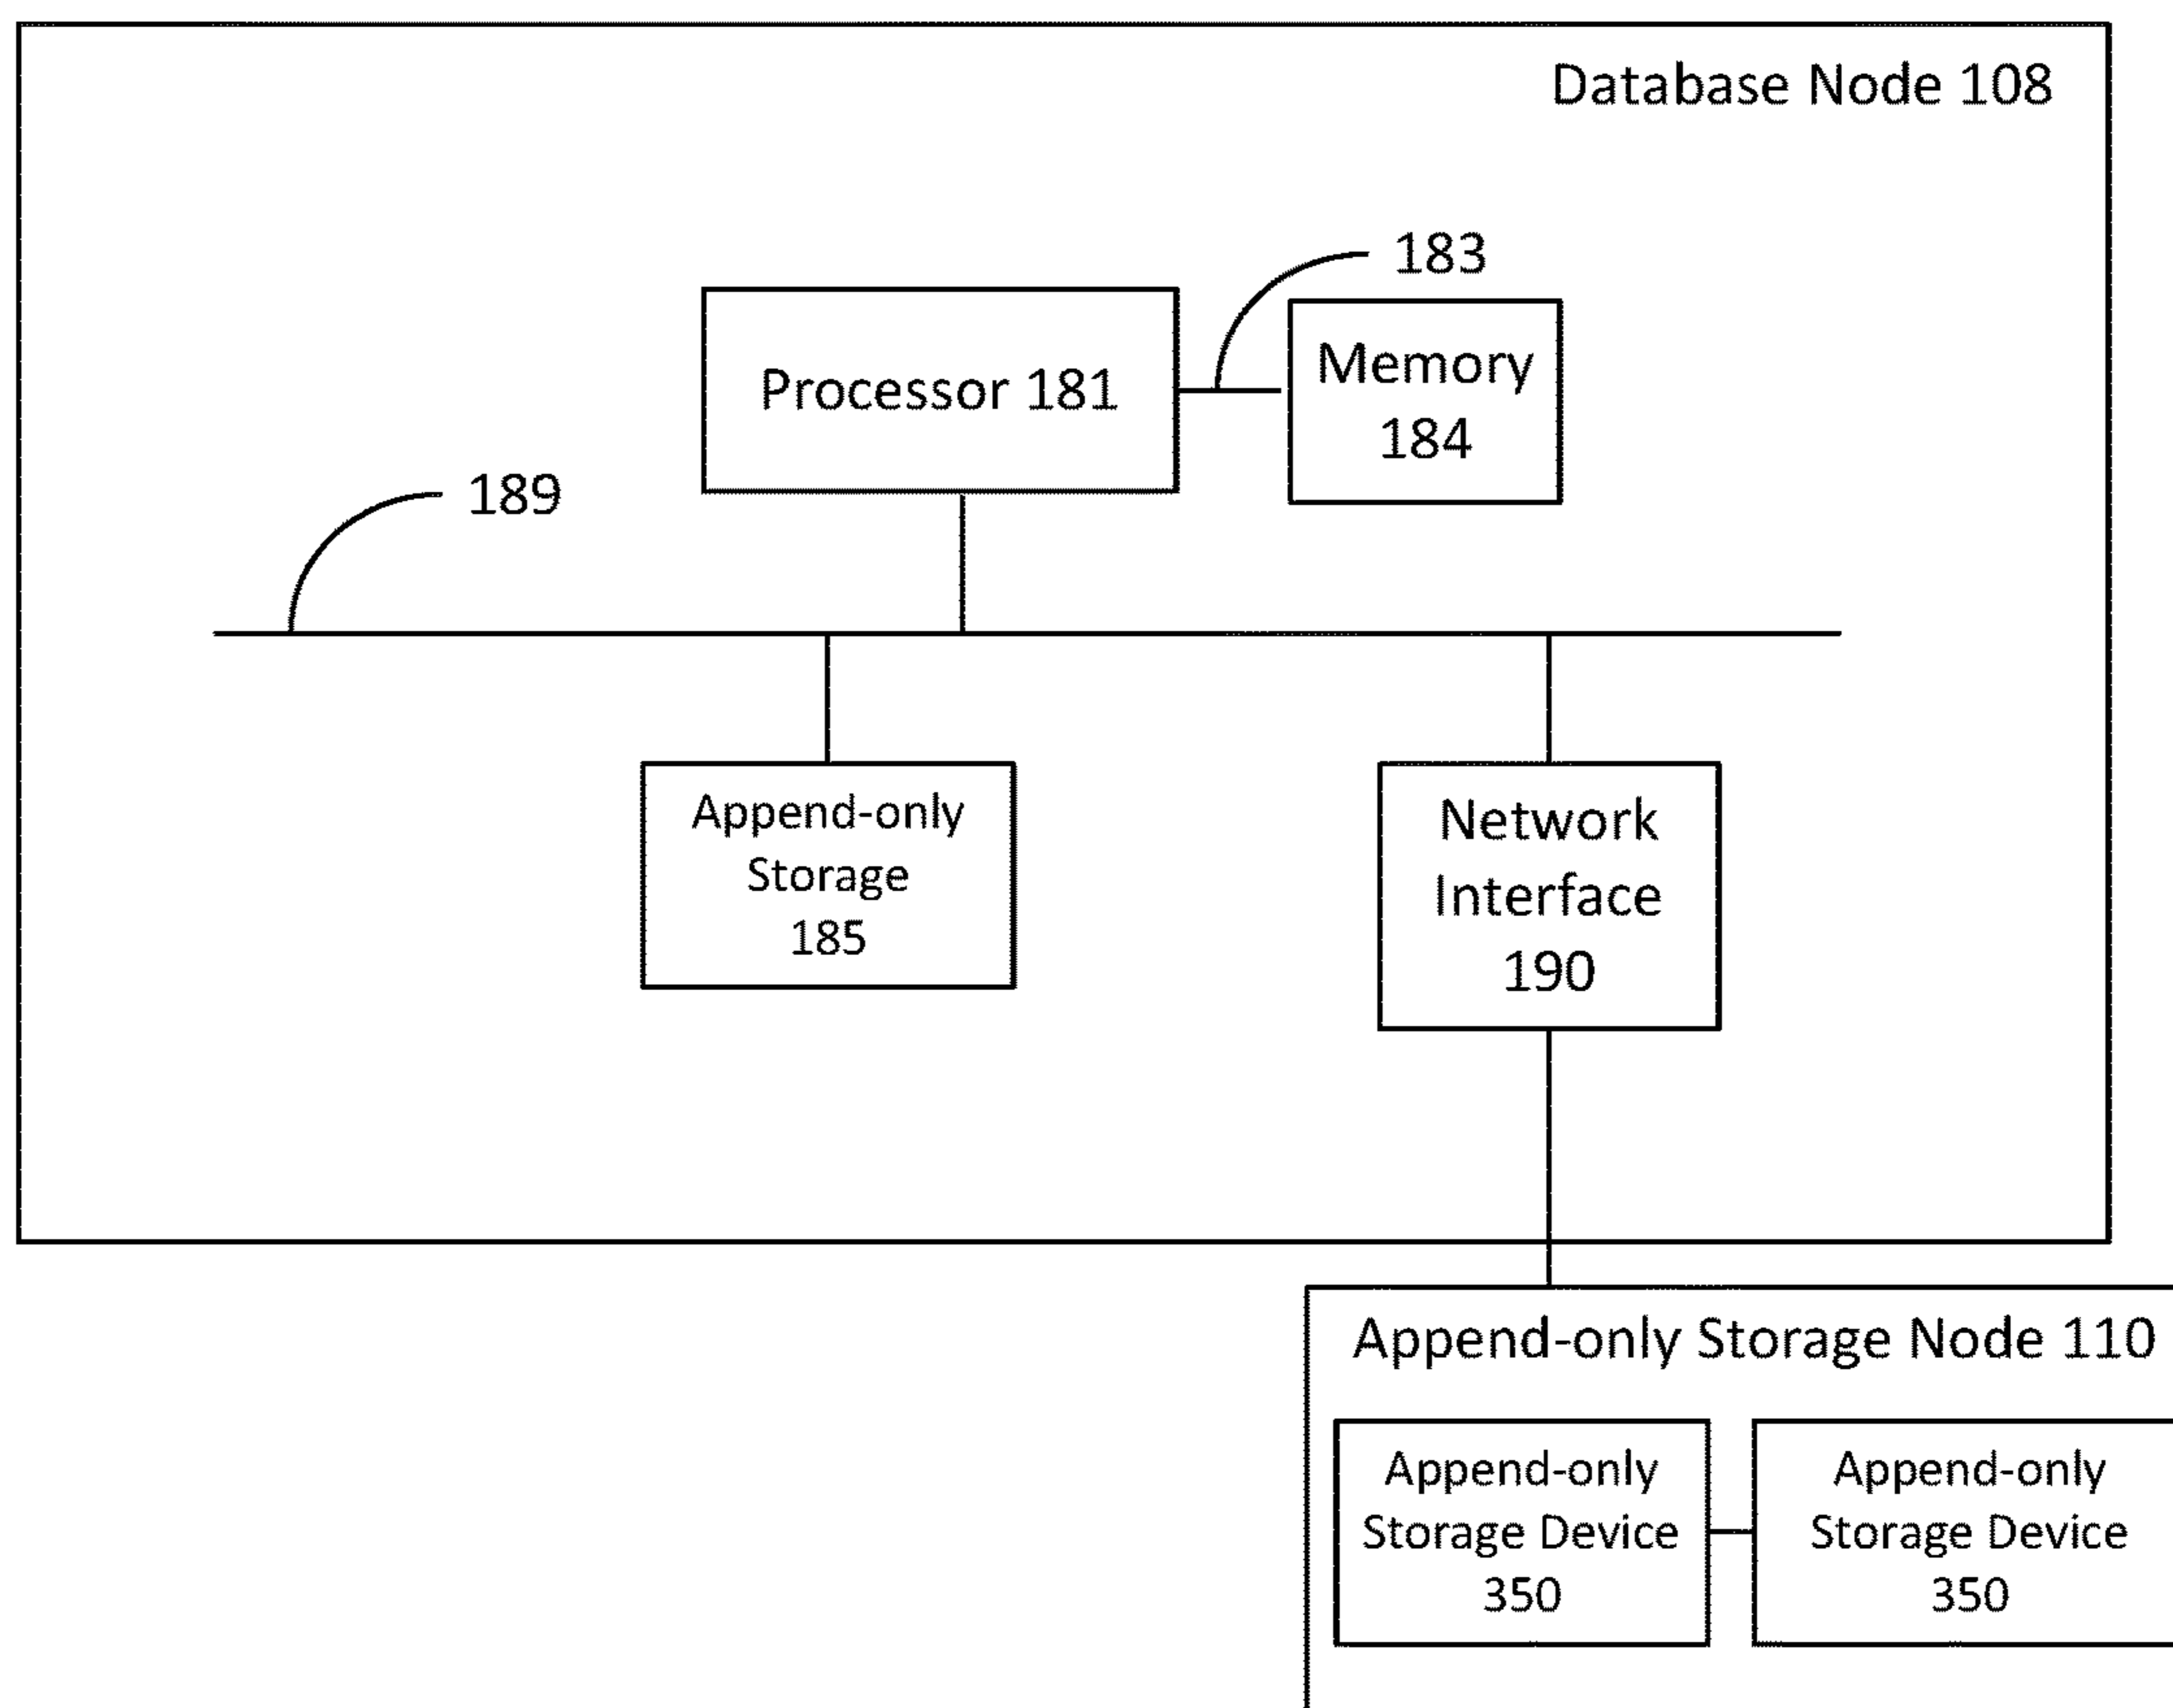 Database Node 108
183
Processor 181
Memory
184
189
Append-only
Storage
185
Network
Interface
190
Append-only Storage Node 110
Append-only
Storage Device
350
Append-only
Storage Device
350